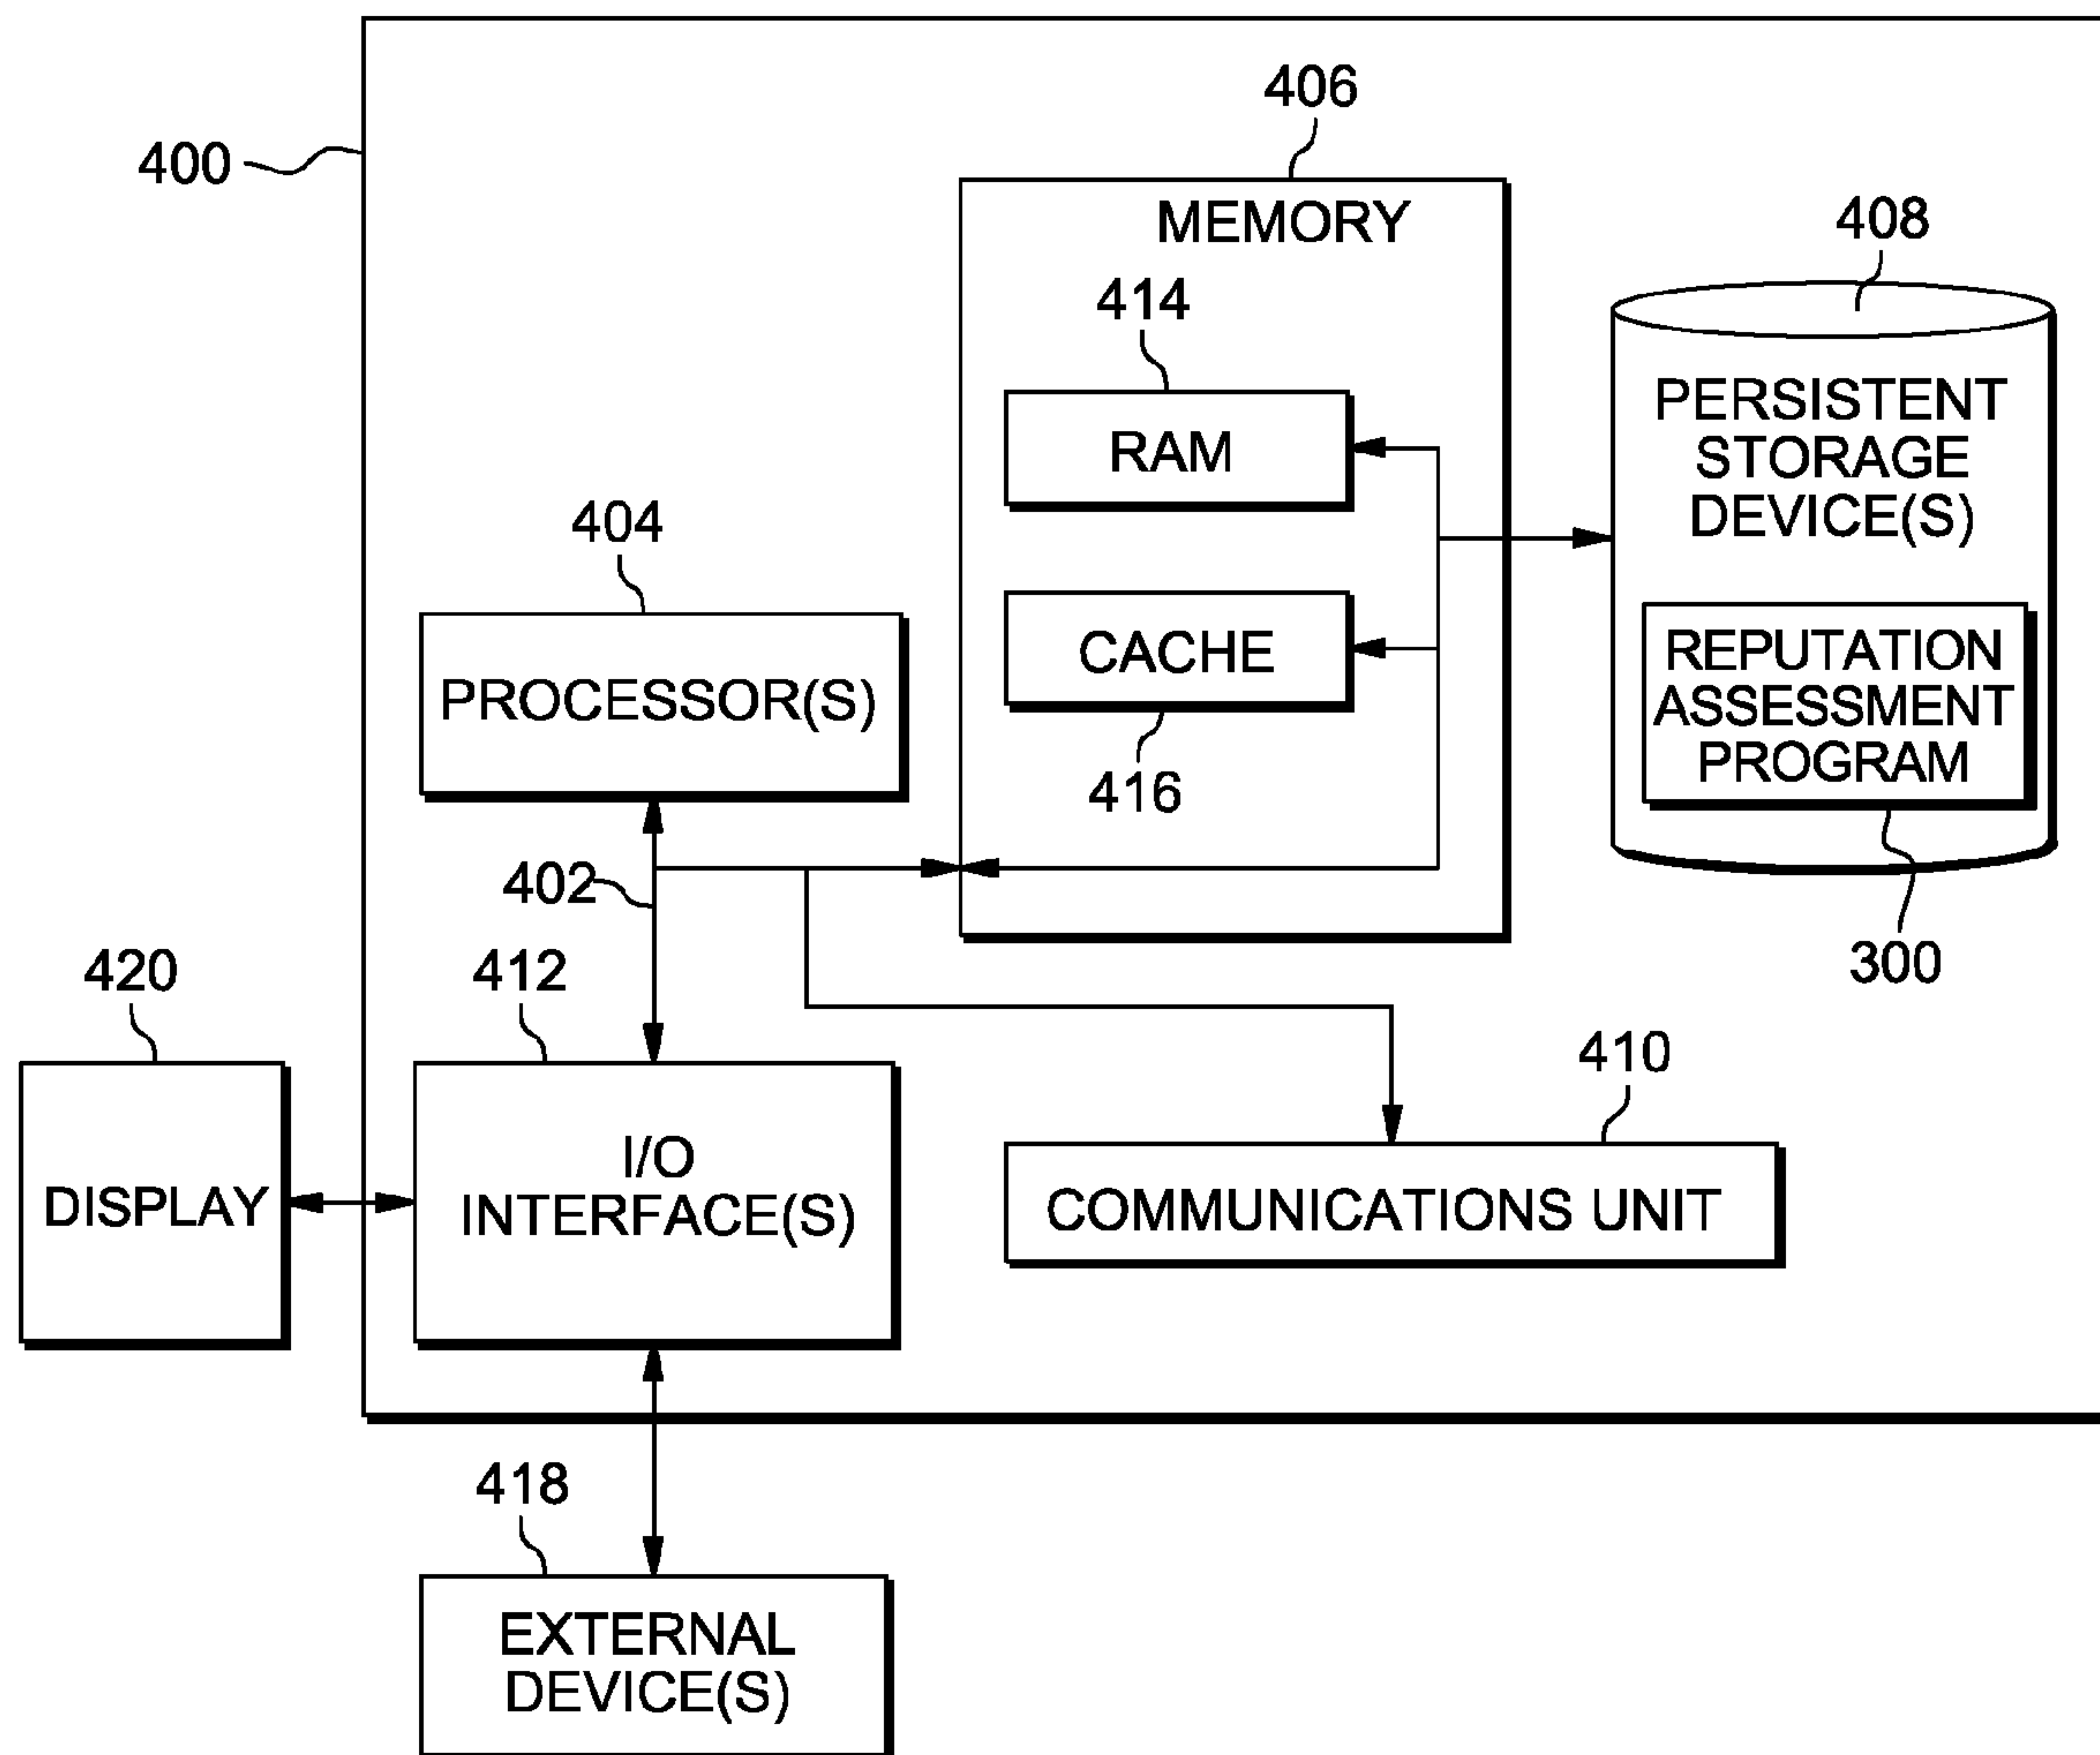 406
400
MEMORY
408
414
RAM
PERSISTENT
STORAGE
DEVICE(S)
404
PROCESSOR(S)
CACHE
416
REPUTATION
ASSESSMENT
PROGRAM
402
300
420
412
410
DISPLAY
I/O
INTERFACE(S)
COMMUNICATIONS UNIT
418
EXTERNAL
DEVICE(S)